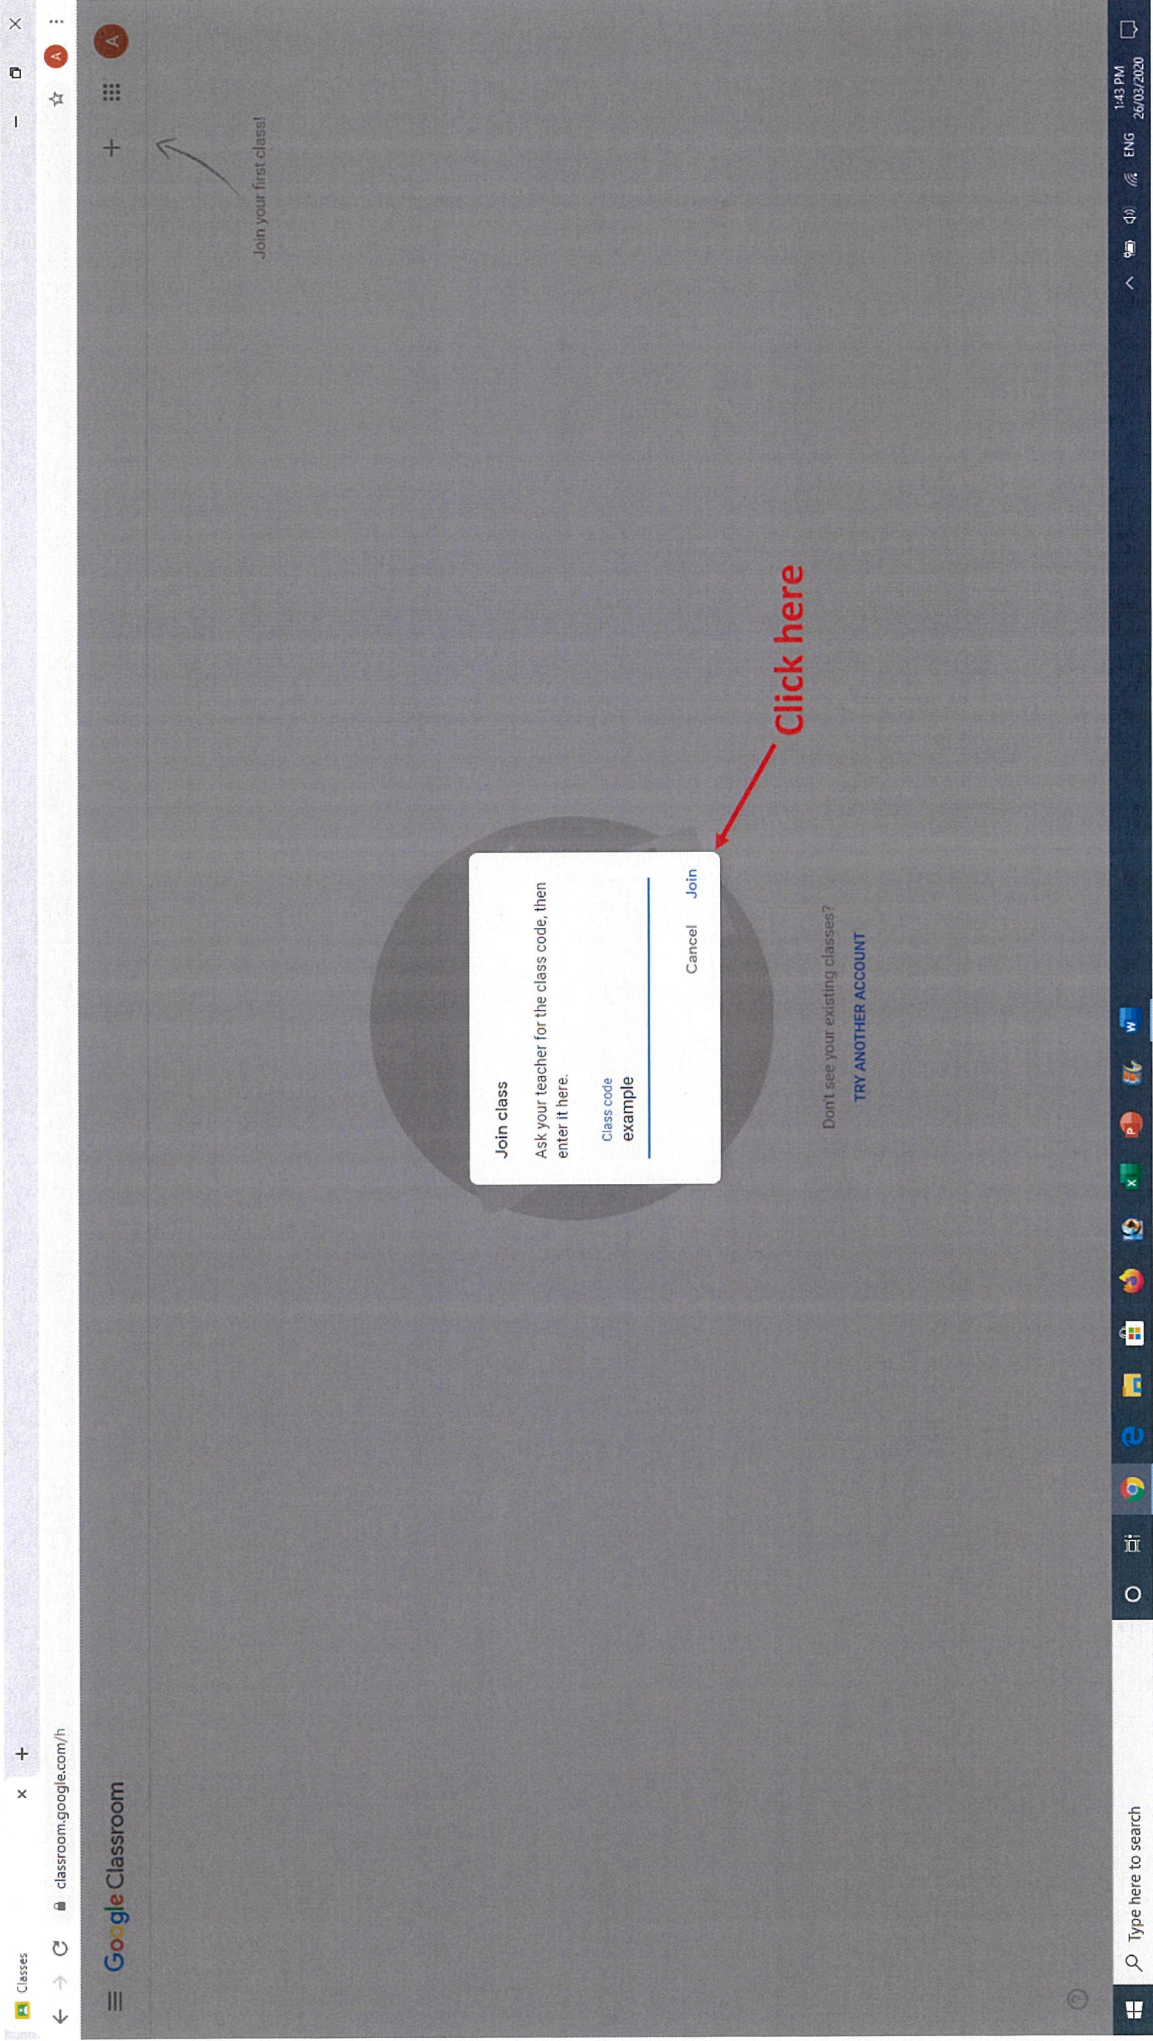 Classes
classroom.google.com/h
A
Google Classroom
A
Join your first class!
Join class
Ask your teacher for the class code, then
enter it here.
Class code
example
Cancel Join
Click here
Don't see your existing classes?
TRY ANOTHER ACCOUNT
Type here to search
ENG
1:43 PM
26/03/2020